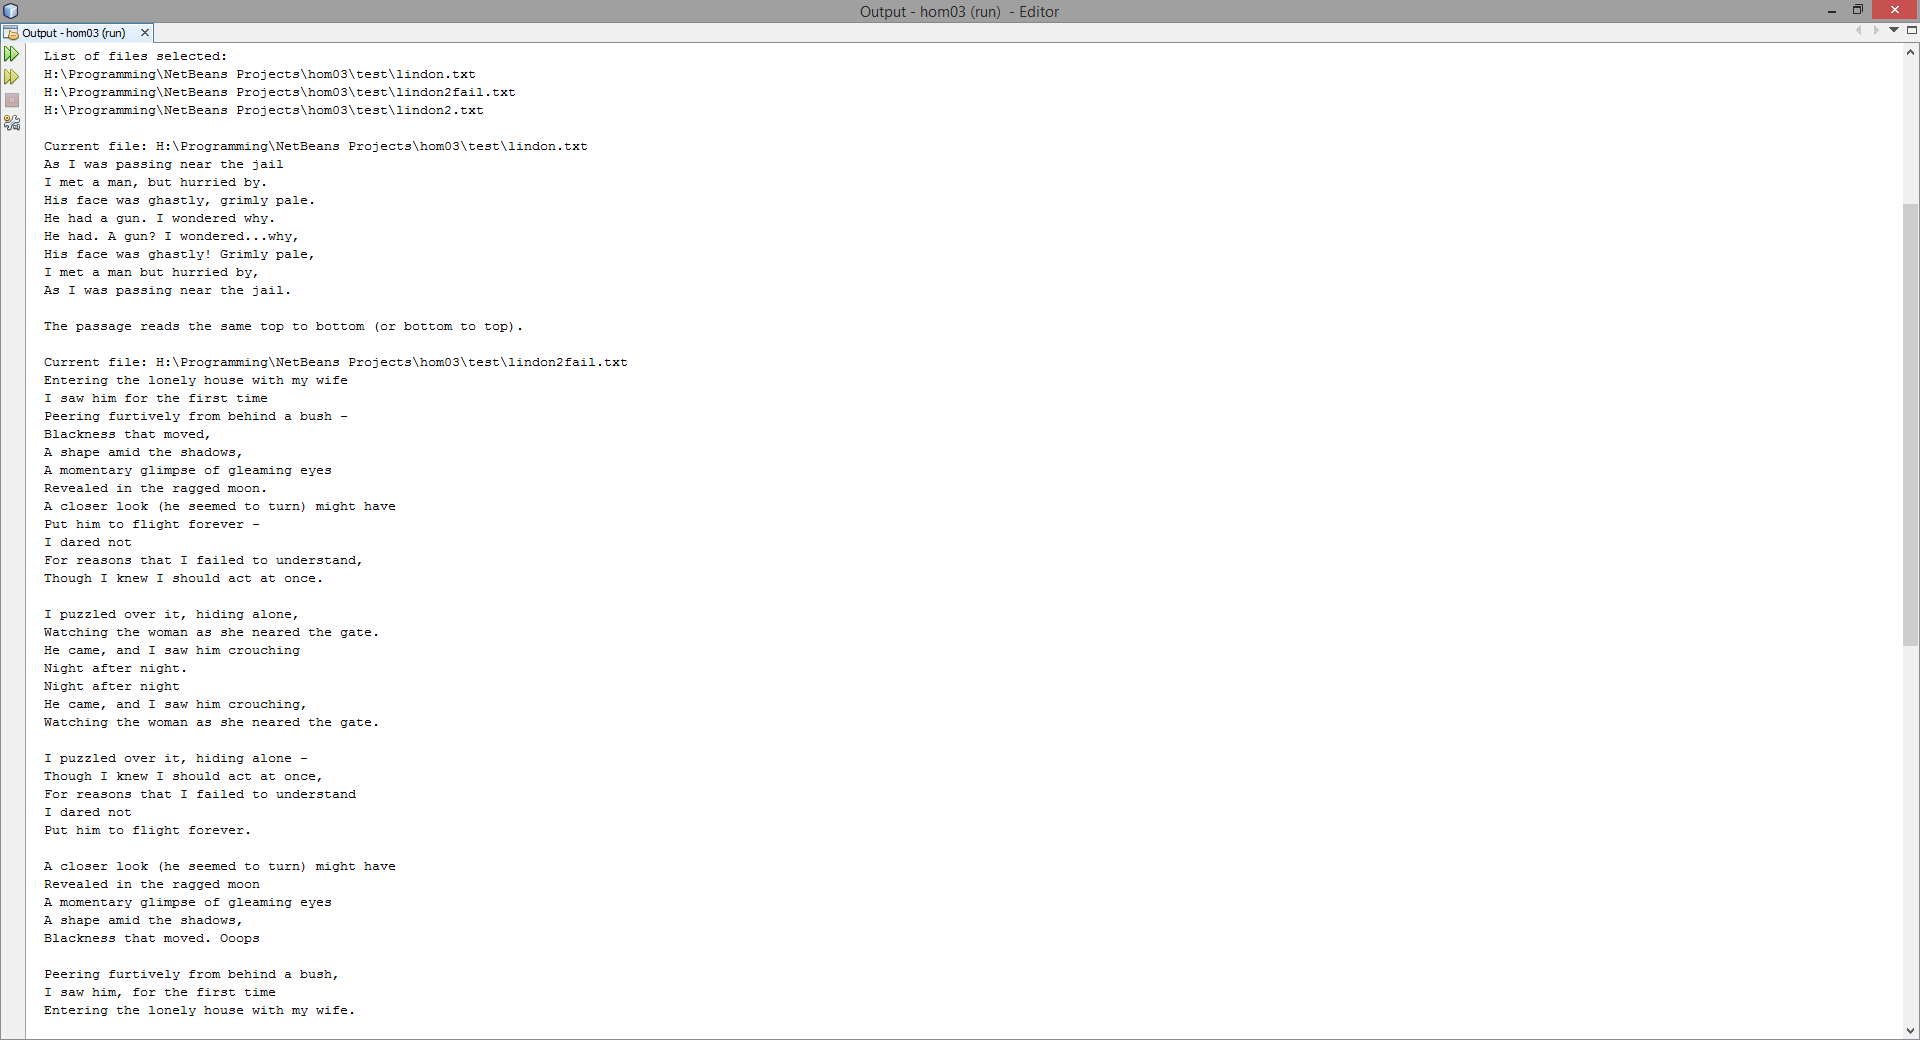 Output - hom03 (run)  - Editor
Output - hom03 (run)
List of files selected:
H:\Programming\NetBeans Projects\hom03\test\lindon.txt
H:\Programming\NetBeans Projects\hom03\test\lindon2fail.txt
H:\Programming\NetBeans Projects\hom03\test\lindon2.txt

Current file: H:\Programming\NetBeans Projects\hom03\test\lindon.txt
As I was passing near the jail
I met a man, but hurried by.
His face was ghastly, grimly pale.
He had a gun. I wondered why.
He had. A gun? I wondered...why,
His face was ghastly! Grimly pale,
I met a man but hurried by,
As I was passing near the jail.

The passage reads the same top to bottom (or bottom to top).

Current file: H:\Programming\NetBeans Projects\hom03\test\lindon2fail.txt
Entering the lonely house with my wife
I saw him for the first time
Peering furtively from behind a bush -
Blackness that moved,
A shape amid the shadows,
A momentary glimpse of gleaming eyes
Revealed in the ragged moon.
A closer look (he seemed to turn) might have
Put him to flight forever -
I dared not
For reasons that I failed to understand,
Though I knew I should act at once.

I puzzled over it, hiding alone,
Watching the woman as she neared the gate.
He came, and I saw him crouching
Night after night.
Night after night
He came, and I saw him crouching,
Watching the woman as she neared the gate.

I puzzled over it, hiding alone -
Though I knew I should act at once,
For reasons that I failed to understand
I dared not
Put him to flight forever.

A closer look (he seemed to turn) might have
Revealed in the ragged moon
A momentary glimpse of gleaming eyes
A shape amid the shadows,
Blackness that moved. Ooops

Peering furtively from behind a bush,
I saw him, for the first time
Entering the lonely house with my wife.